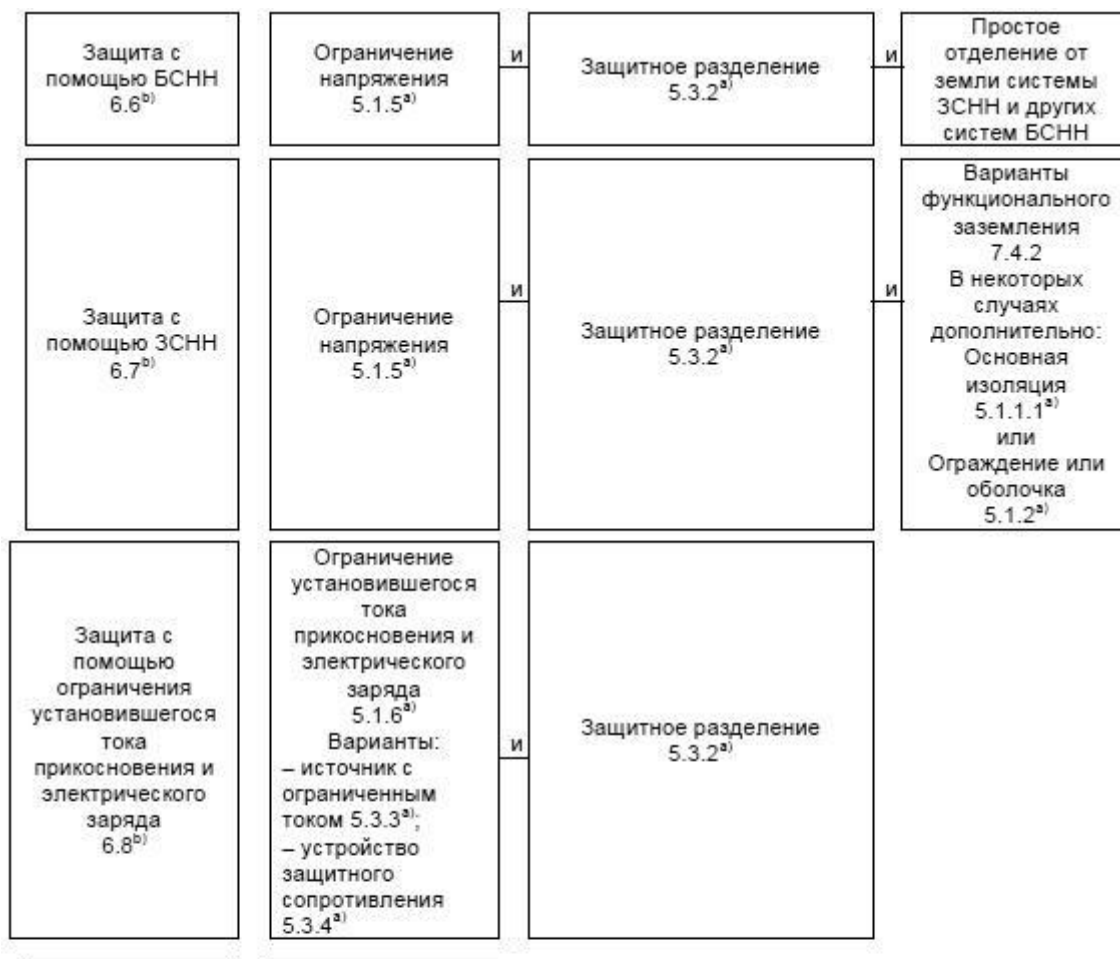 Защита с
помощью БСНН
6.6b)
Ограничение
напряжения
5.1.5a)
и
Защитное разделение
5.3.2a)
и
Простое
отделение от
земли системы
ЗСНН и других
систем БСНН
Защита с
помощью ЗСНН
6.7b)
Ограничение
напряжения
5.1.5a)
и
Защитное разделение
5.3.2a)
и
Варианты
функционального
заземления
7.4.2
В некоторых
случаях
дополнительно:
Основная
изоляция
5.1.1.1a)
или
Ограждение или
оболочка
5.1.2a)
Защита с
помощью
ограничения
установившегося
тока
прикосновения и
электрического
заряда
6.8b)
Ограничение
установившегося
тока
прикосновения и
электрического
заряда
5.1.6a)
Варианты:
– источник с
ограниченным
током 5.3.3a);
– устройство
защитного
сопротивления
5.3.4a)
и
Защитное разделение
5.3.2a)